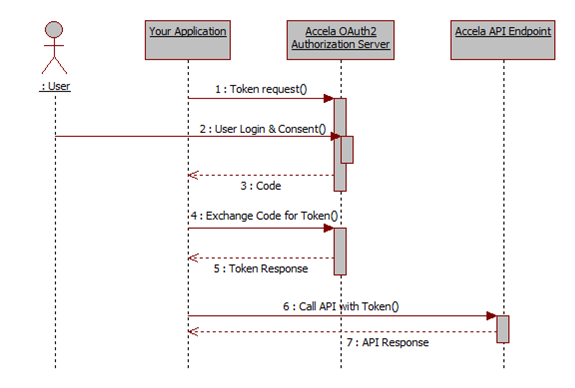 Your Application
Accela OAuth2
Authorization Server
Accela API Endpoint
: User
1 : Token request()
2 : User Login & Consent()
3 : Code
4 : Exchange Code for Token()
5 : Token Response
6 : Call API with Token()
7 : API Response